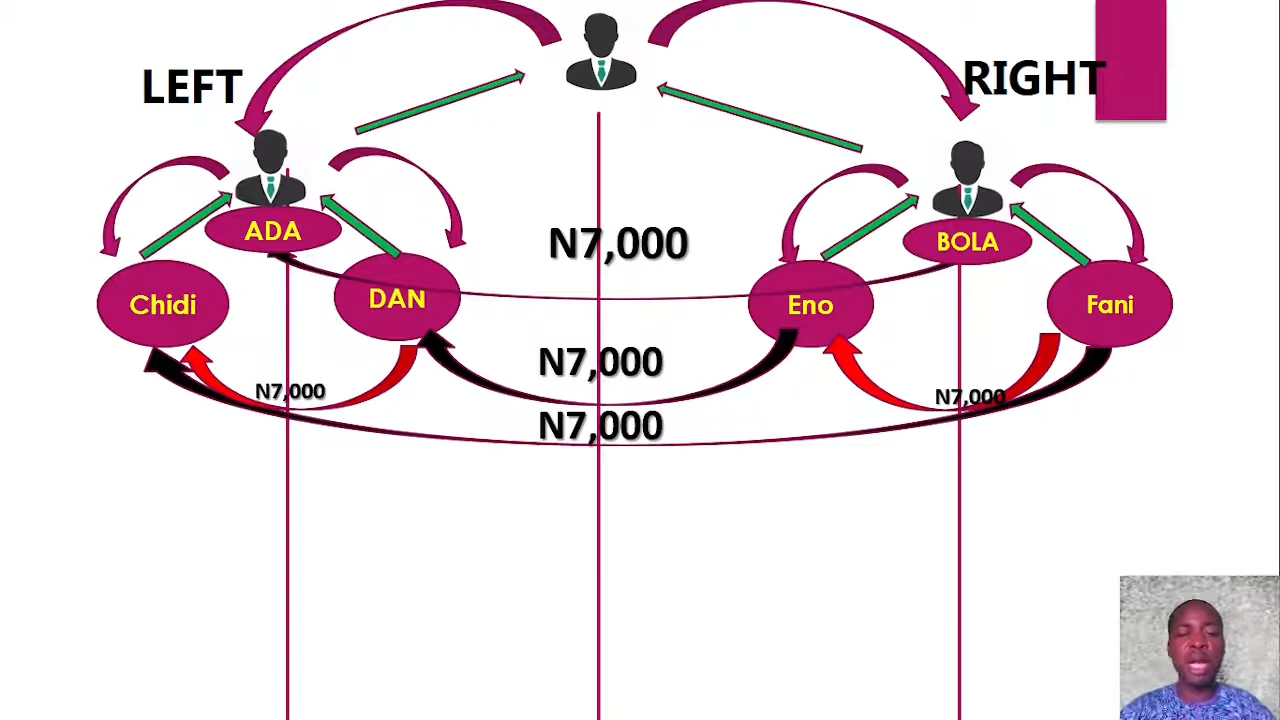 LEFT
RIGHT
ADA
N7,000
BOLA
Chidi
DAN
Eno
Fani
N7,000
N7,000
N7,000
N7,000